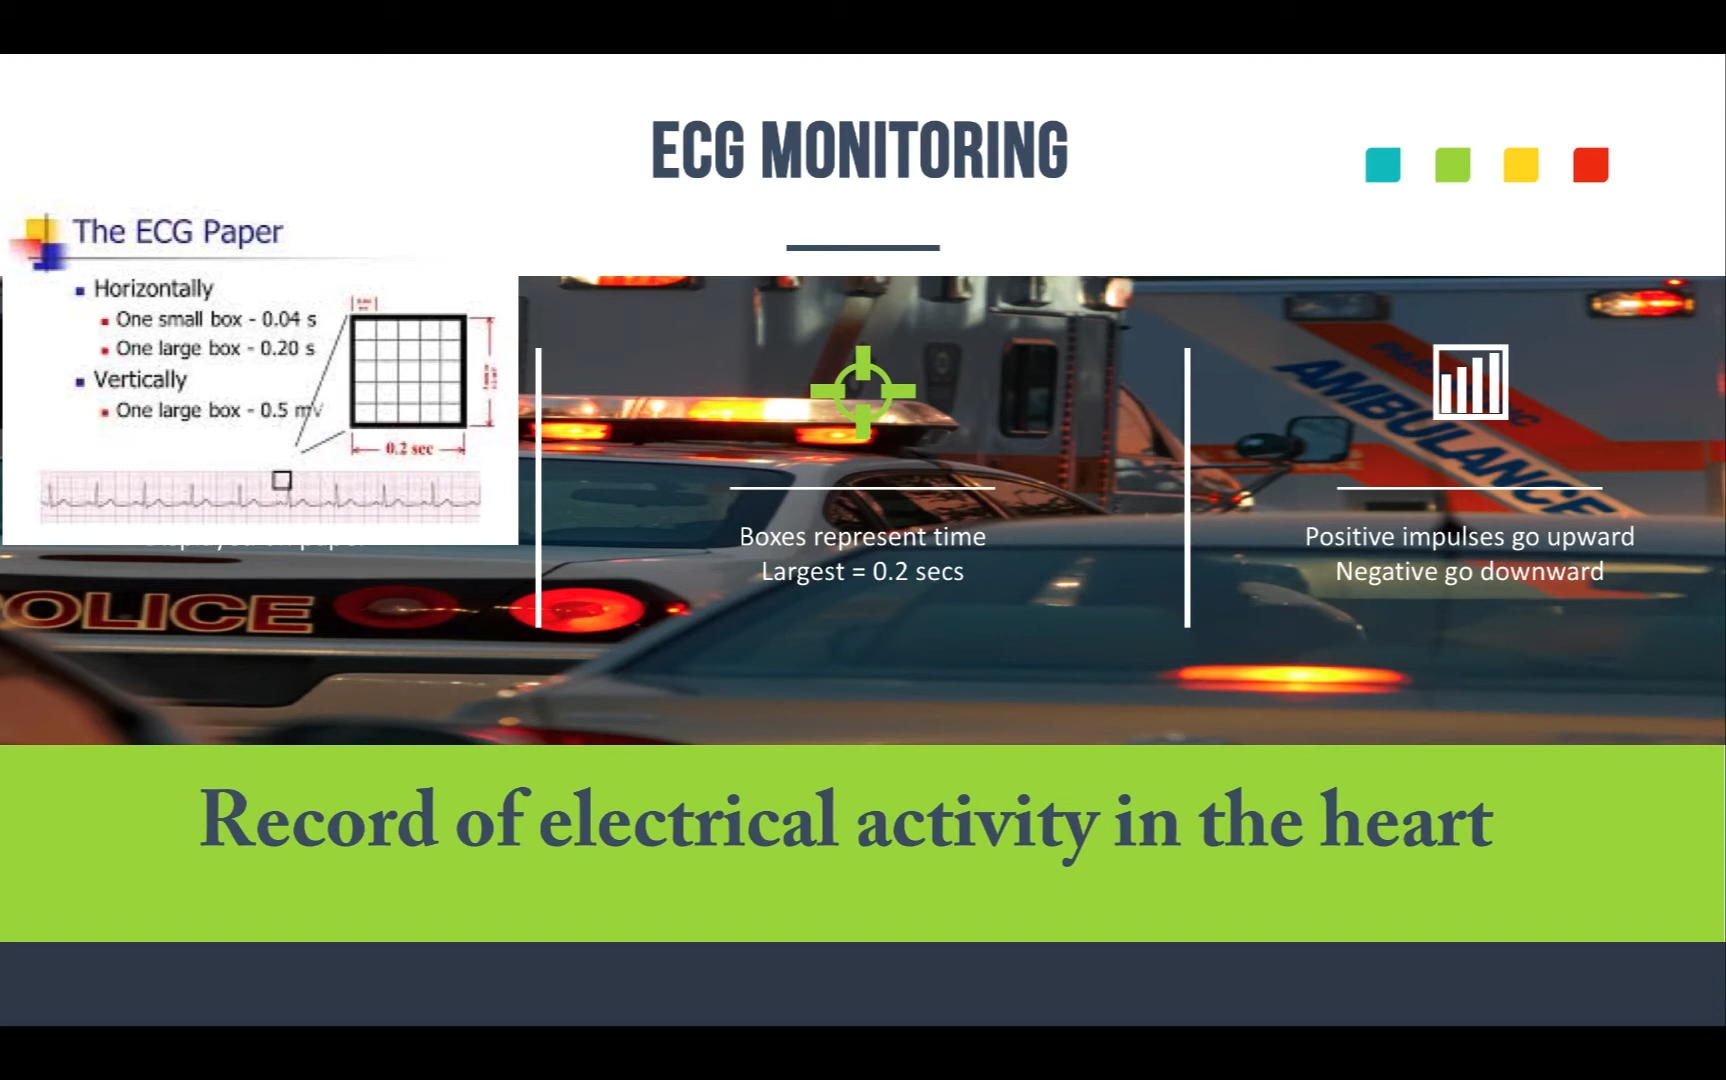 ECG MONITORING
The ECG Paper
Horizontally
One small box - 0.04 s
One large box - 0.20 s
Vertically
One large box - 0.5 mV
0.2 sec
Boxes represent time
Largest = 0.2 secs
Positive impulses go upward
Negative go downward
AMBULANCE
OLICE
Record of electrical activity in the heart